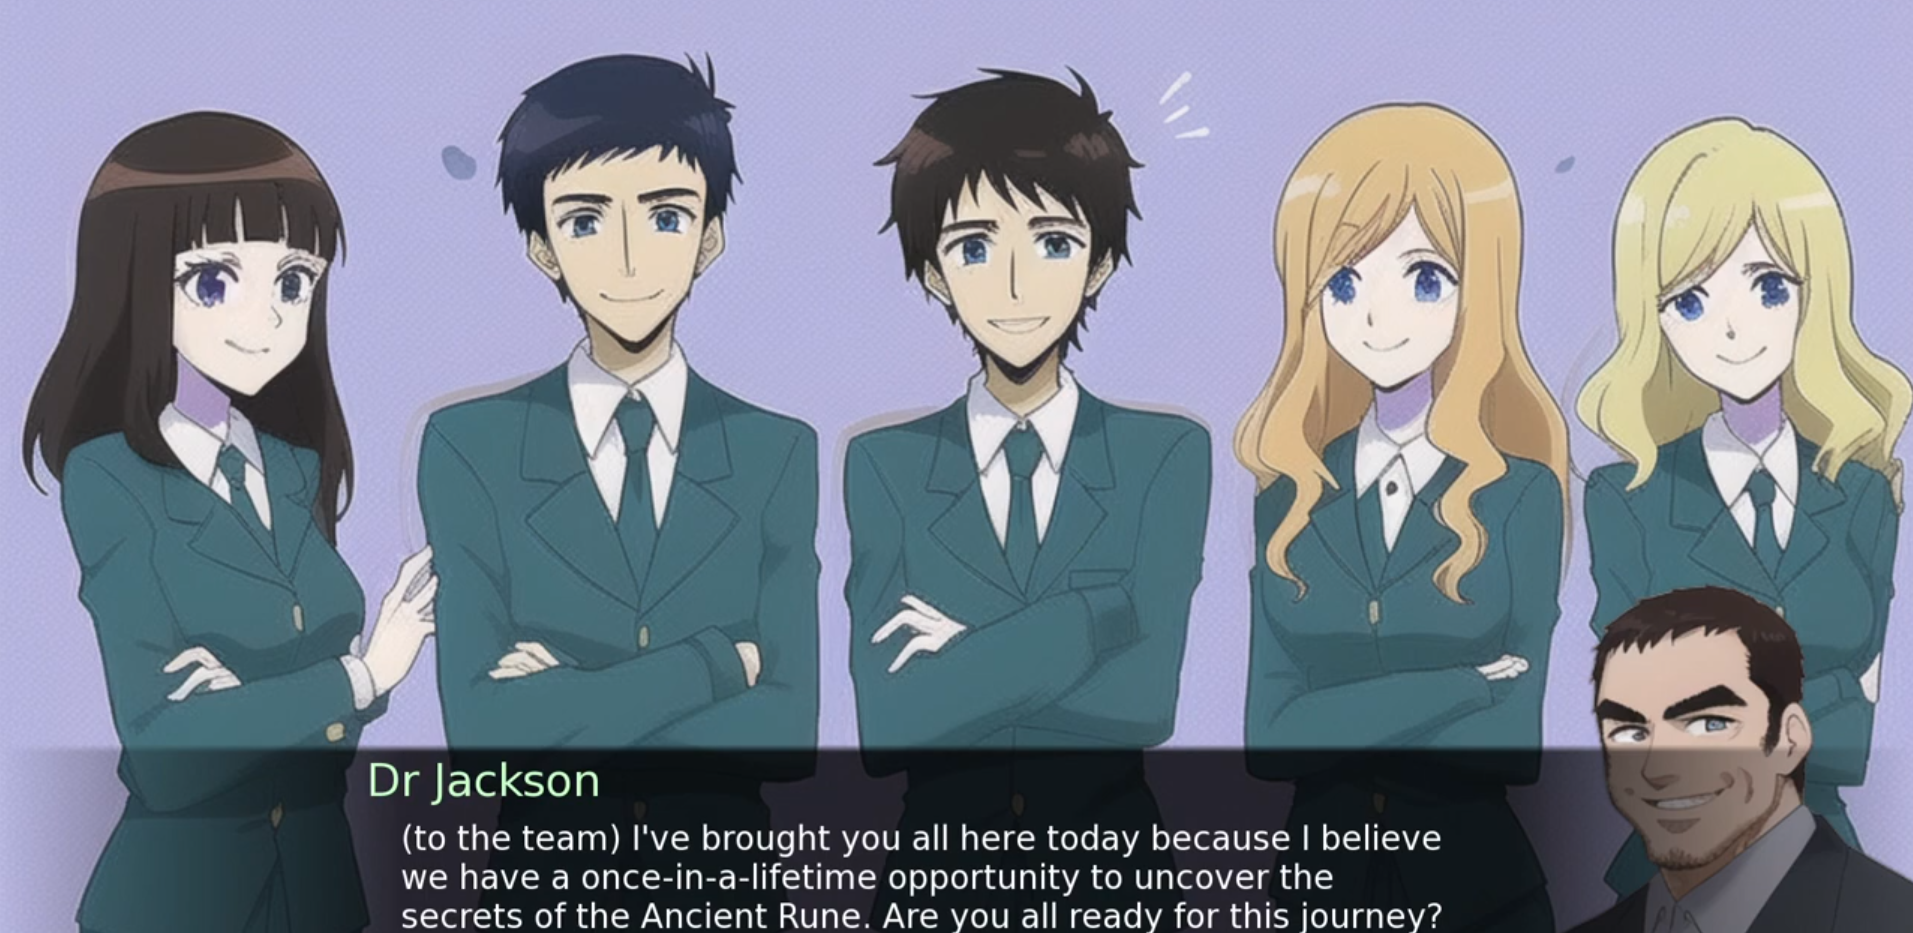 Dr Jackson
(to the team) I've brought you all here today because I believe
we have a once-in-a-lifetime opportunity to uncover the
secrets of the Ancient Rune. Are you all ready for this journey?